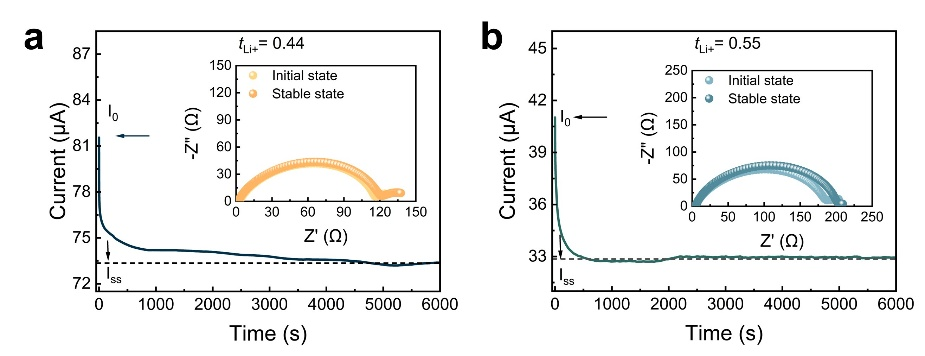 a
tLi+= 0.44
87
84
81
78
75
72
Current (μA)
I0
Iss
0 1000 2000 3000 4000 5000 6000
Time (s)
150
120
90
60
30
0
-Z" (Ω)
Initial state
Stable state
0 30 60 90 120 150
Z' (Ω)
b
tLi+= 0.55
45
42
39
36
33
Current (μA)
I0
Iss
0 1000 2000 3000 4000 5000 6000
Time (s)
250
200
150
100
50
0
-Z" (Ω)
Initial state
Stable state
0 50 100 150 200 250
Z' (Ω)